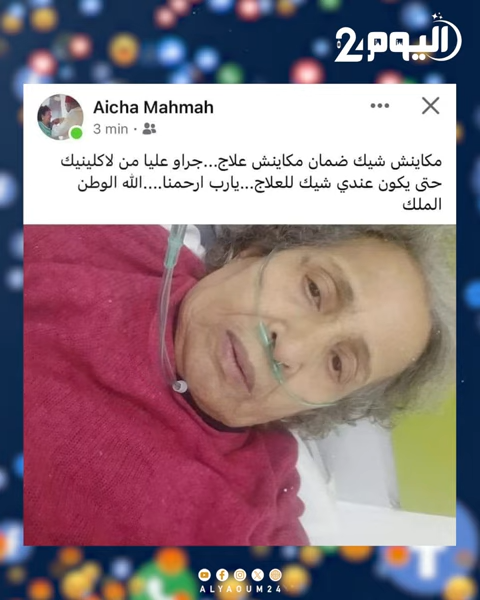 اليوم 24
Aicha Mahmah
3 min
مكاينش شيك ضمان مكاينش علاج...جراو عليا من لاكلينيك
حتى يكون عندي شيك للعلاج...يارب ارحمنا....الله الوطن
الملك
ALYAOUM24